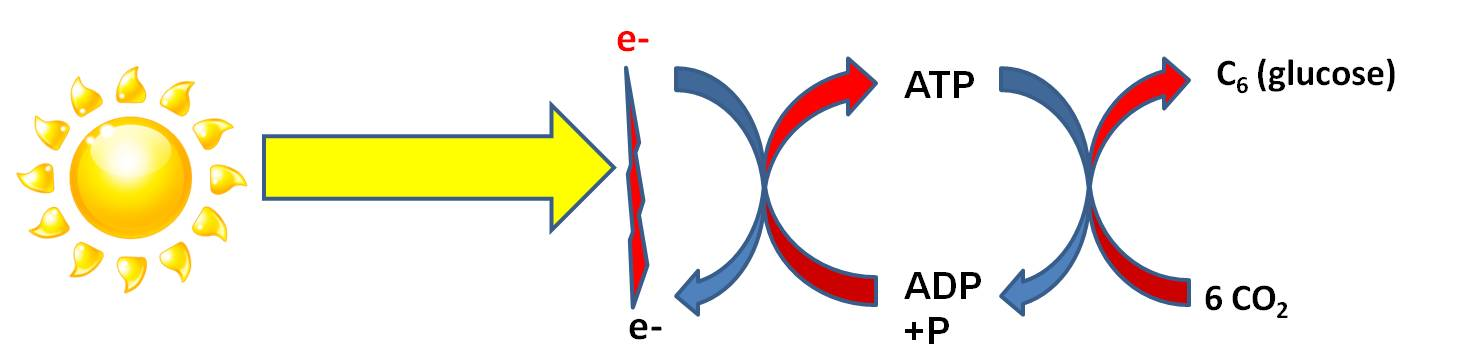 e-
ATP
C₆ (glucose)
e-
ADP
+P
6 CO₂